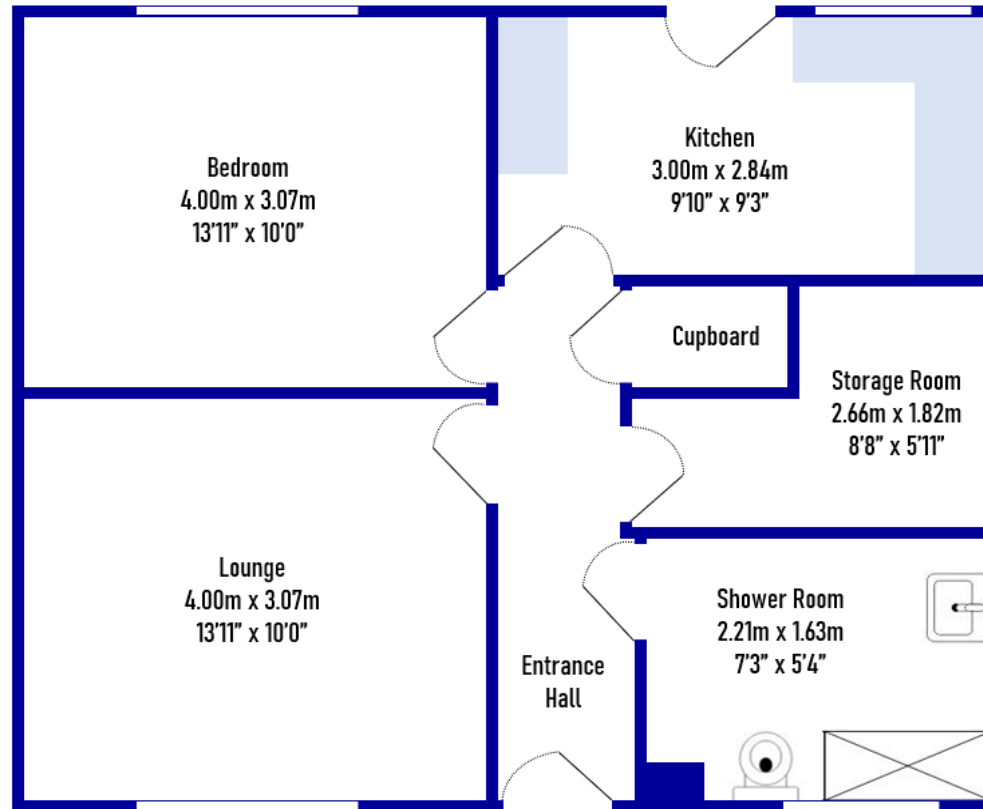 Bedroom
4.00m x 3.07m
13'11” x 10'0”
Kitchen
3.00m x 2.84m
9'10” x 9'3”
Cupboard
Storage Room
2.66m x 1.82m
8'8” x 5'11”
Lounge
4.00m x 3.07m
13'11” x 10'0”
Shower Room
2.21m x 1.63m
7'3” x 5'4”
Entrance
Hall